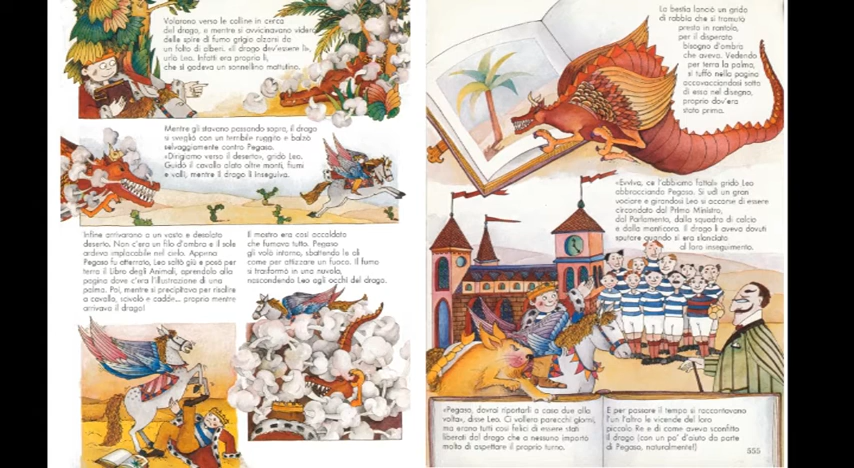 Volarono verso le colline in cerca
del drago, e mentre si avvicinavano videro
delle spire di fumo grigio alzarsi da
un folto di alberi. «Il drago dev'essere lì»,
urlò Leo. Infatti era proprio lì,
che si godeva un sonnellino mattutino.
Mentre gli stavano passando sopra, il drago
si svegliò con un terribile ruggito e balzò
selvaggiamente contro Pegaso.
«Dirigiamo verso il deserto», gridò Leo.
Guidò il cavallo alato oltre monti, fiumi
e valli, mentre il drago li inseguiva.
Infine arrivarono a un vasto e desolato
deserto. Non c'era un filo d'ombra e il sole
ardeva implacabile nel cielo. Appena
Pegaso fu atterrato, Leo saltò giù e posò per
terra il Libro degli Animali, aprendolo alla
pagina dove c'era l'illustrazione di una
palma. Poi, mentre si precipitava per risalire
a cavallo, scivolò e cadde... proprio mentre
arrivava il drago!
Il mostro era così accaldato
che fumava tutto. Pegaso
gli volò intorno, sbattendo le ali
come per attizzare un fuoco. Il fumo
si trasformò in una nuvola,
nascondendo Leo agli occhi del drago.
La bestia lanciò un grido
di rabbia che si tramutò
presto in rantolo,
per il disperato
bisogno d'ombra
che aveva. Vedendo
per terra la palma,
si tuffò nella pagina
accovacciandosi sotto
di essa nel disegno,
proprio dov'era
stato prima.
«Evviva, ce l'abbiamo fatta!» gridò Leo
abbracciando Pegaso. Si udì un gran
vociare e girandosi Leo si accorse di essere
circondato dal Primo Ministro,
dal Parlamento, dalla squadra di calcio
e dalla manticora. Il drago li aveva dovuti
sputare quando si era slanciato
al loro inseguimento.
«Pegaso, dovrai riportarli a casa due alla
volta», disse Leo. Ci vollero parecchi giorni,
ma erano tutti così felici di essere stati
liberati dal drago che a nessuno importò
molto di aspettare il proprio turno.
E per passare il tempo si raccontavano
l'un l'altro le vicende del loro
piccolo Re e di come aveva sconfitto
il drago (con un po' d'aiuto da parte
di Pegaso, naturalmente!)
555